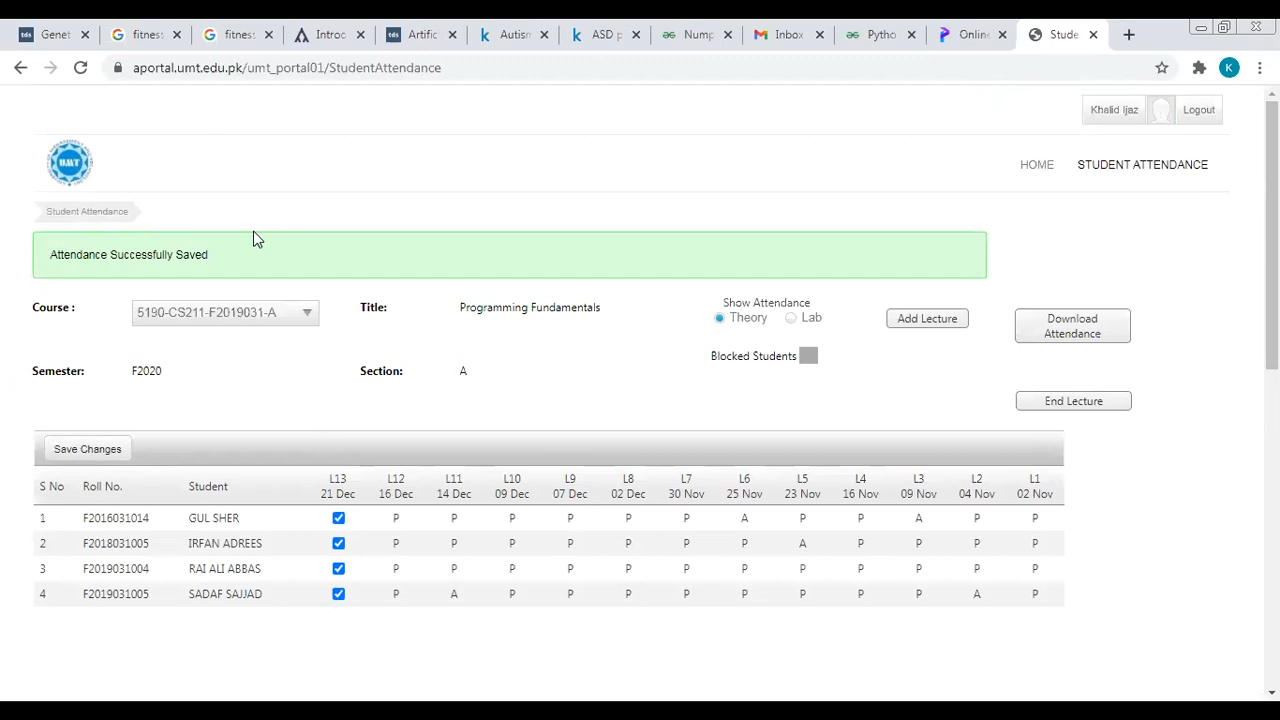 Genet fitness fitness Introc Artific Autis ASD p Nump Inbox Pytho Online Stude
aportal.umt.edu.pk/umt_portal01/StudentAttendance K
Khalid Ijaz Logout
UMT
HOME STUDENT ATTENDANCE
Student Attendance
Attendance Successfully Saved
Course : 5190-CS211-F2019031-A Title: Programming Fundamentals Show Attendance Theory Lab Add Lecture Download Attendance
Blocked Students
Semester: F2020 Section: A
End Lecture
Save Changes
S No Roll No. Student L13 21 Dec L12 16 Dec L11 14 Dec L10 09 Dec L9 07 Dec L8 02 Dec L7 30 Nov L6 25 Nov L5 23 Nov L4 16 Nov L3 09 Nov L2 04 Nov L1 02 Nov
1 F2016031014 GUL SHER P P P P P P A P P A P P
2 F2018031005 IRFAN ADREES P P P P P P P A P P P P
3 F2019031004 RAI ALI ABBAS P P P P P P P P P P P P
4 F2019031005 SADAF SAJJAD P A P P P P P P P P A P